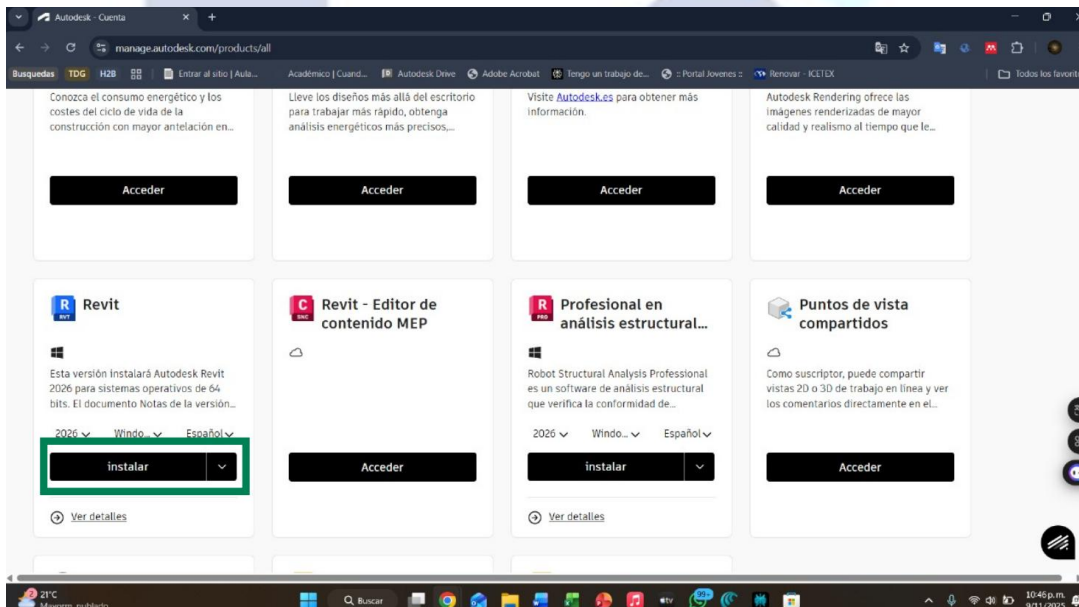 Autodesk - Cuenta
manage.autodesk.com/products/all
Busquedas TDG H2B Entrar al sitio | Aula... Académico | Cuand... Autodesk Drive Adobe Acrobat Tengo un trabajo de... :: Portal Jovenes :: Renovar - ICETEX Todos los favorit
Conozca el consumo energético y los
costes del ciclo de vida de la
construcción con mayor antelación en...
Acceder
Lleve los diseños más allá del escritorio
para trabajar más rápido, obtenga
análisis energéticos más precisos,...
Acceder
Visite Autodesk.es para obtener más
información.
Acceder
Autodesk Rendering ofrece las
imágenes renderizadas de mayor
calidad y realismo al tiempo que le...
Acceder
R
RVT
Revit
Esta versión instalará Autodesk Revit
2026 para sistemas operativos de 64
bits. El documento Notas de la versión...
2026 Windo... Español
instalar
Ver detalles
C
SNC
Revit - Editor de
contenido MEP
Acceder
R
PRO
Profesional en
análisis estructural...
Robot Structural Analysis Professional
es un software de análisis estructural
que verifica la conformidad de...
2026 Windo... Español
instalar
Ver detalles
Puntos de vista
compartidos
Como suscriptor, puede compartir
vistas 2D o 3D de trabajo en línea y ver
los comentarios directamente en el...
Acceder
2
21°C
Mayorm. nublado
Buscar
tv
99+
10:46 p.m.
9/11/2025